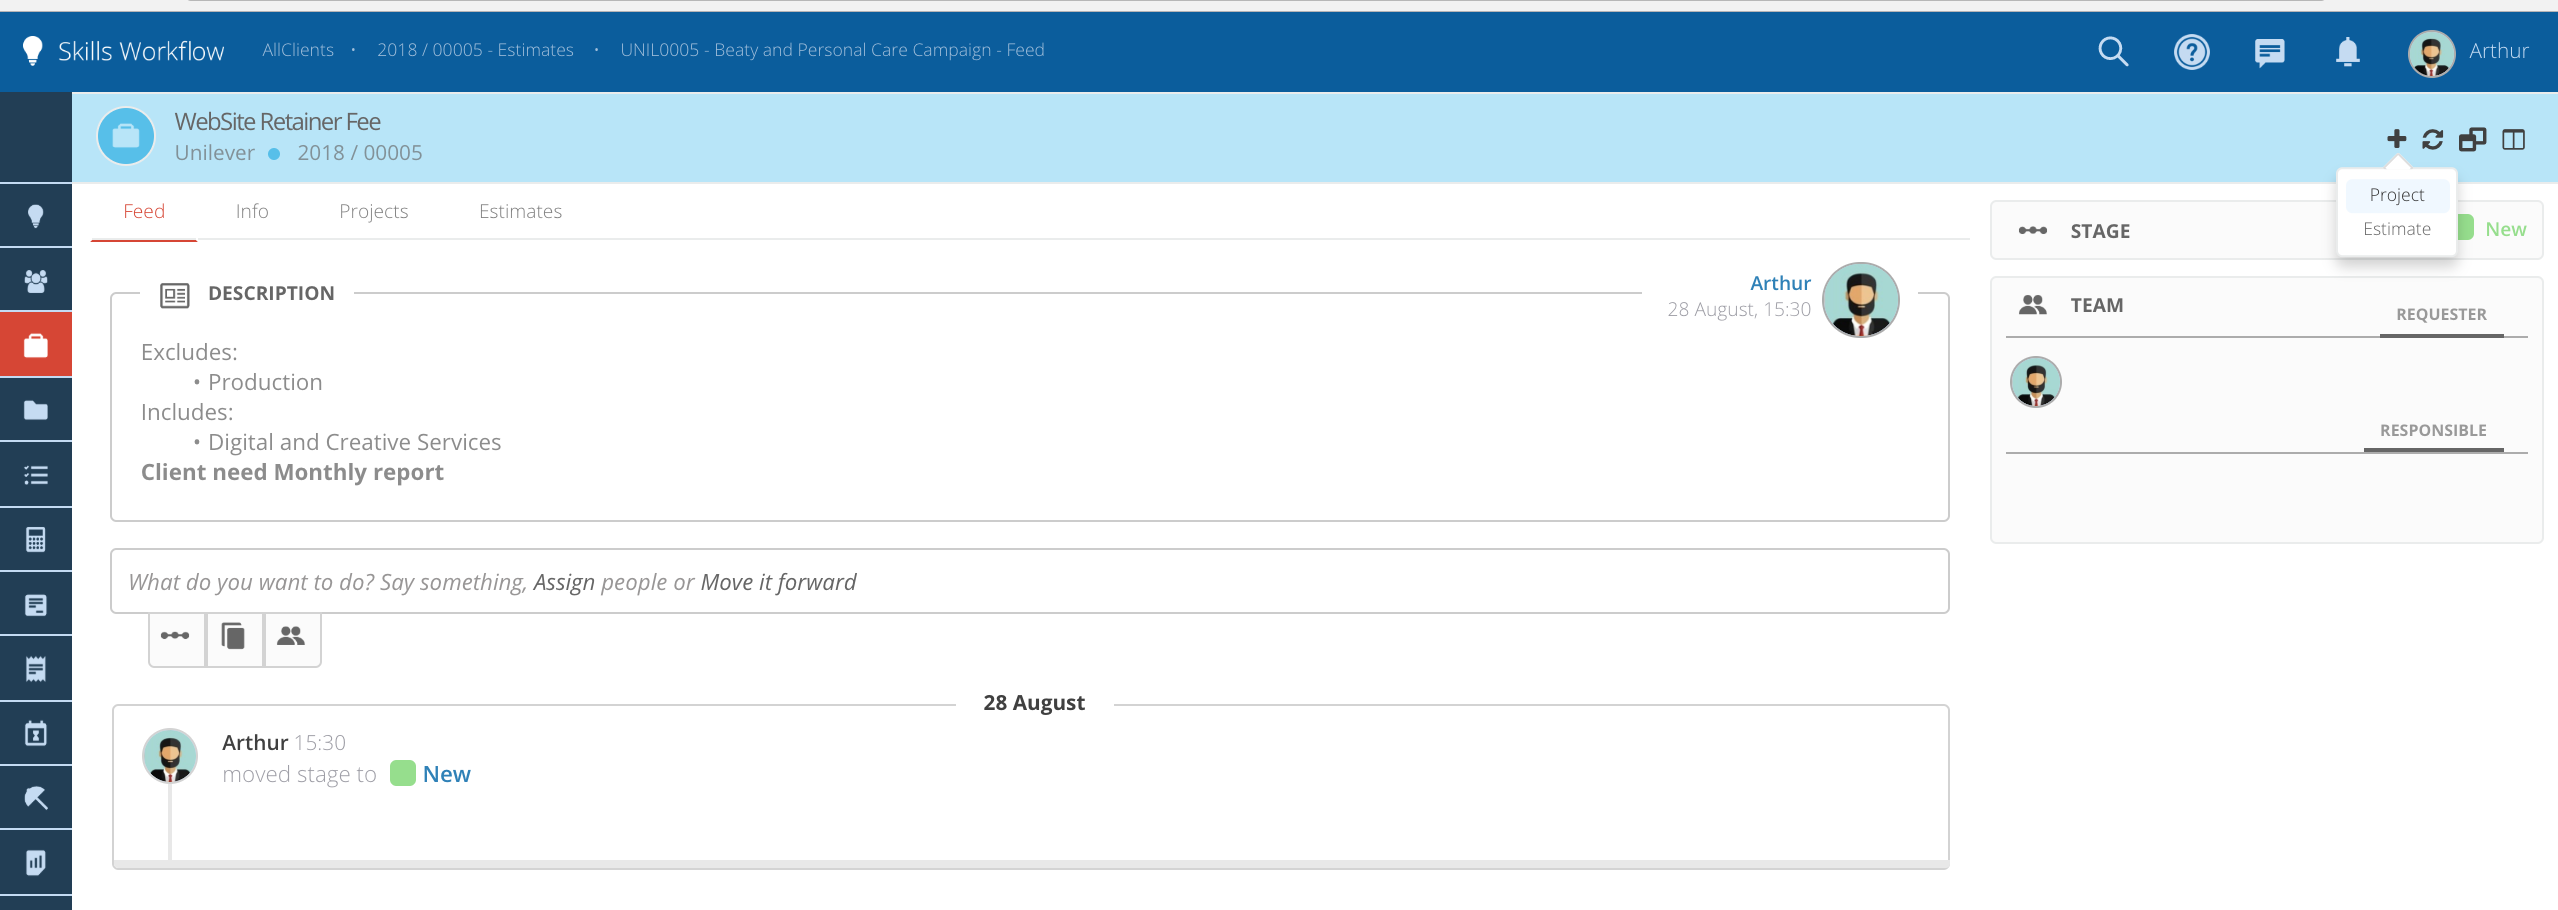 Skills Workflow AllClients • 2018 / 00005 - Estimates • UNIL0005 - Beaty and Personal Care Campaign - Feed Arthur
WebSite Retainer Fee
Unilever 2018 / 00005
Project
Estimate
Feed Info Projects Estimates
STAGE New
DESCRIPTION
Arthur
28 August, 15:30
Excludes:
• Production
Includes:
• Digital and Creative Services
Client need Monthly report
TEAM
REQUESTER
RESPONSIBLE
What do you want to do? Say something, Assign people or Move it forward
28 August
Arthur 15:30
moved stage to New